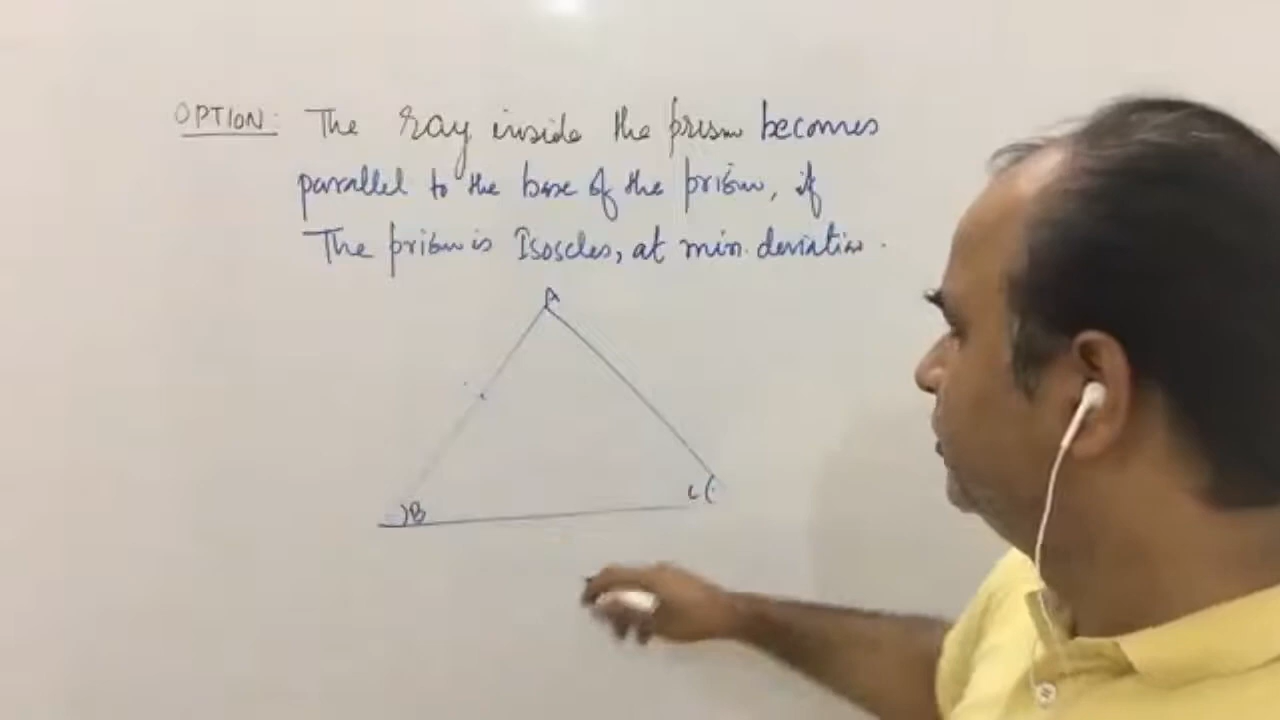 OPTION: The ray inside the prism becomes
parallel to the base of the prism, if
The prism is Isoscles, at min. deviation.
A
B
C